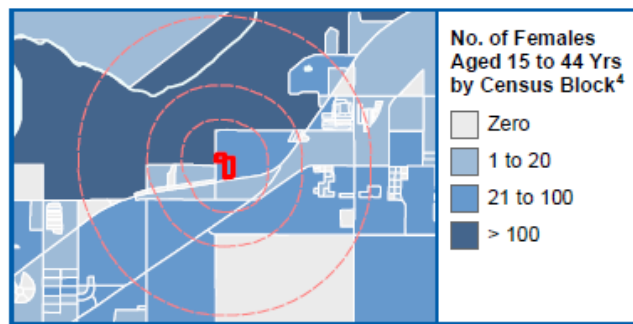 No. of Females
Aged 15 to 44 Yrs
by Census Block4
Zero
1 to 20
21 to 100
> 100